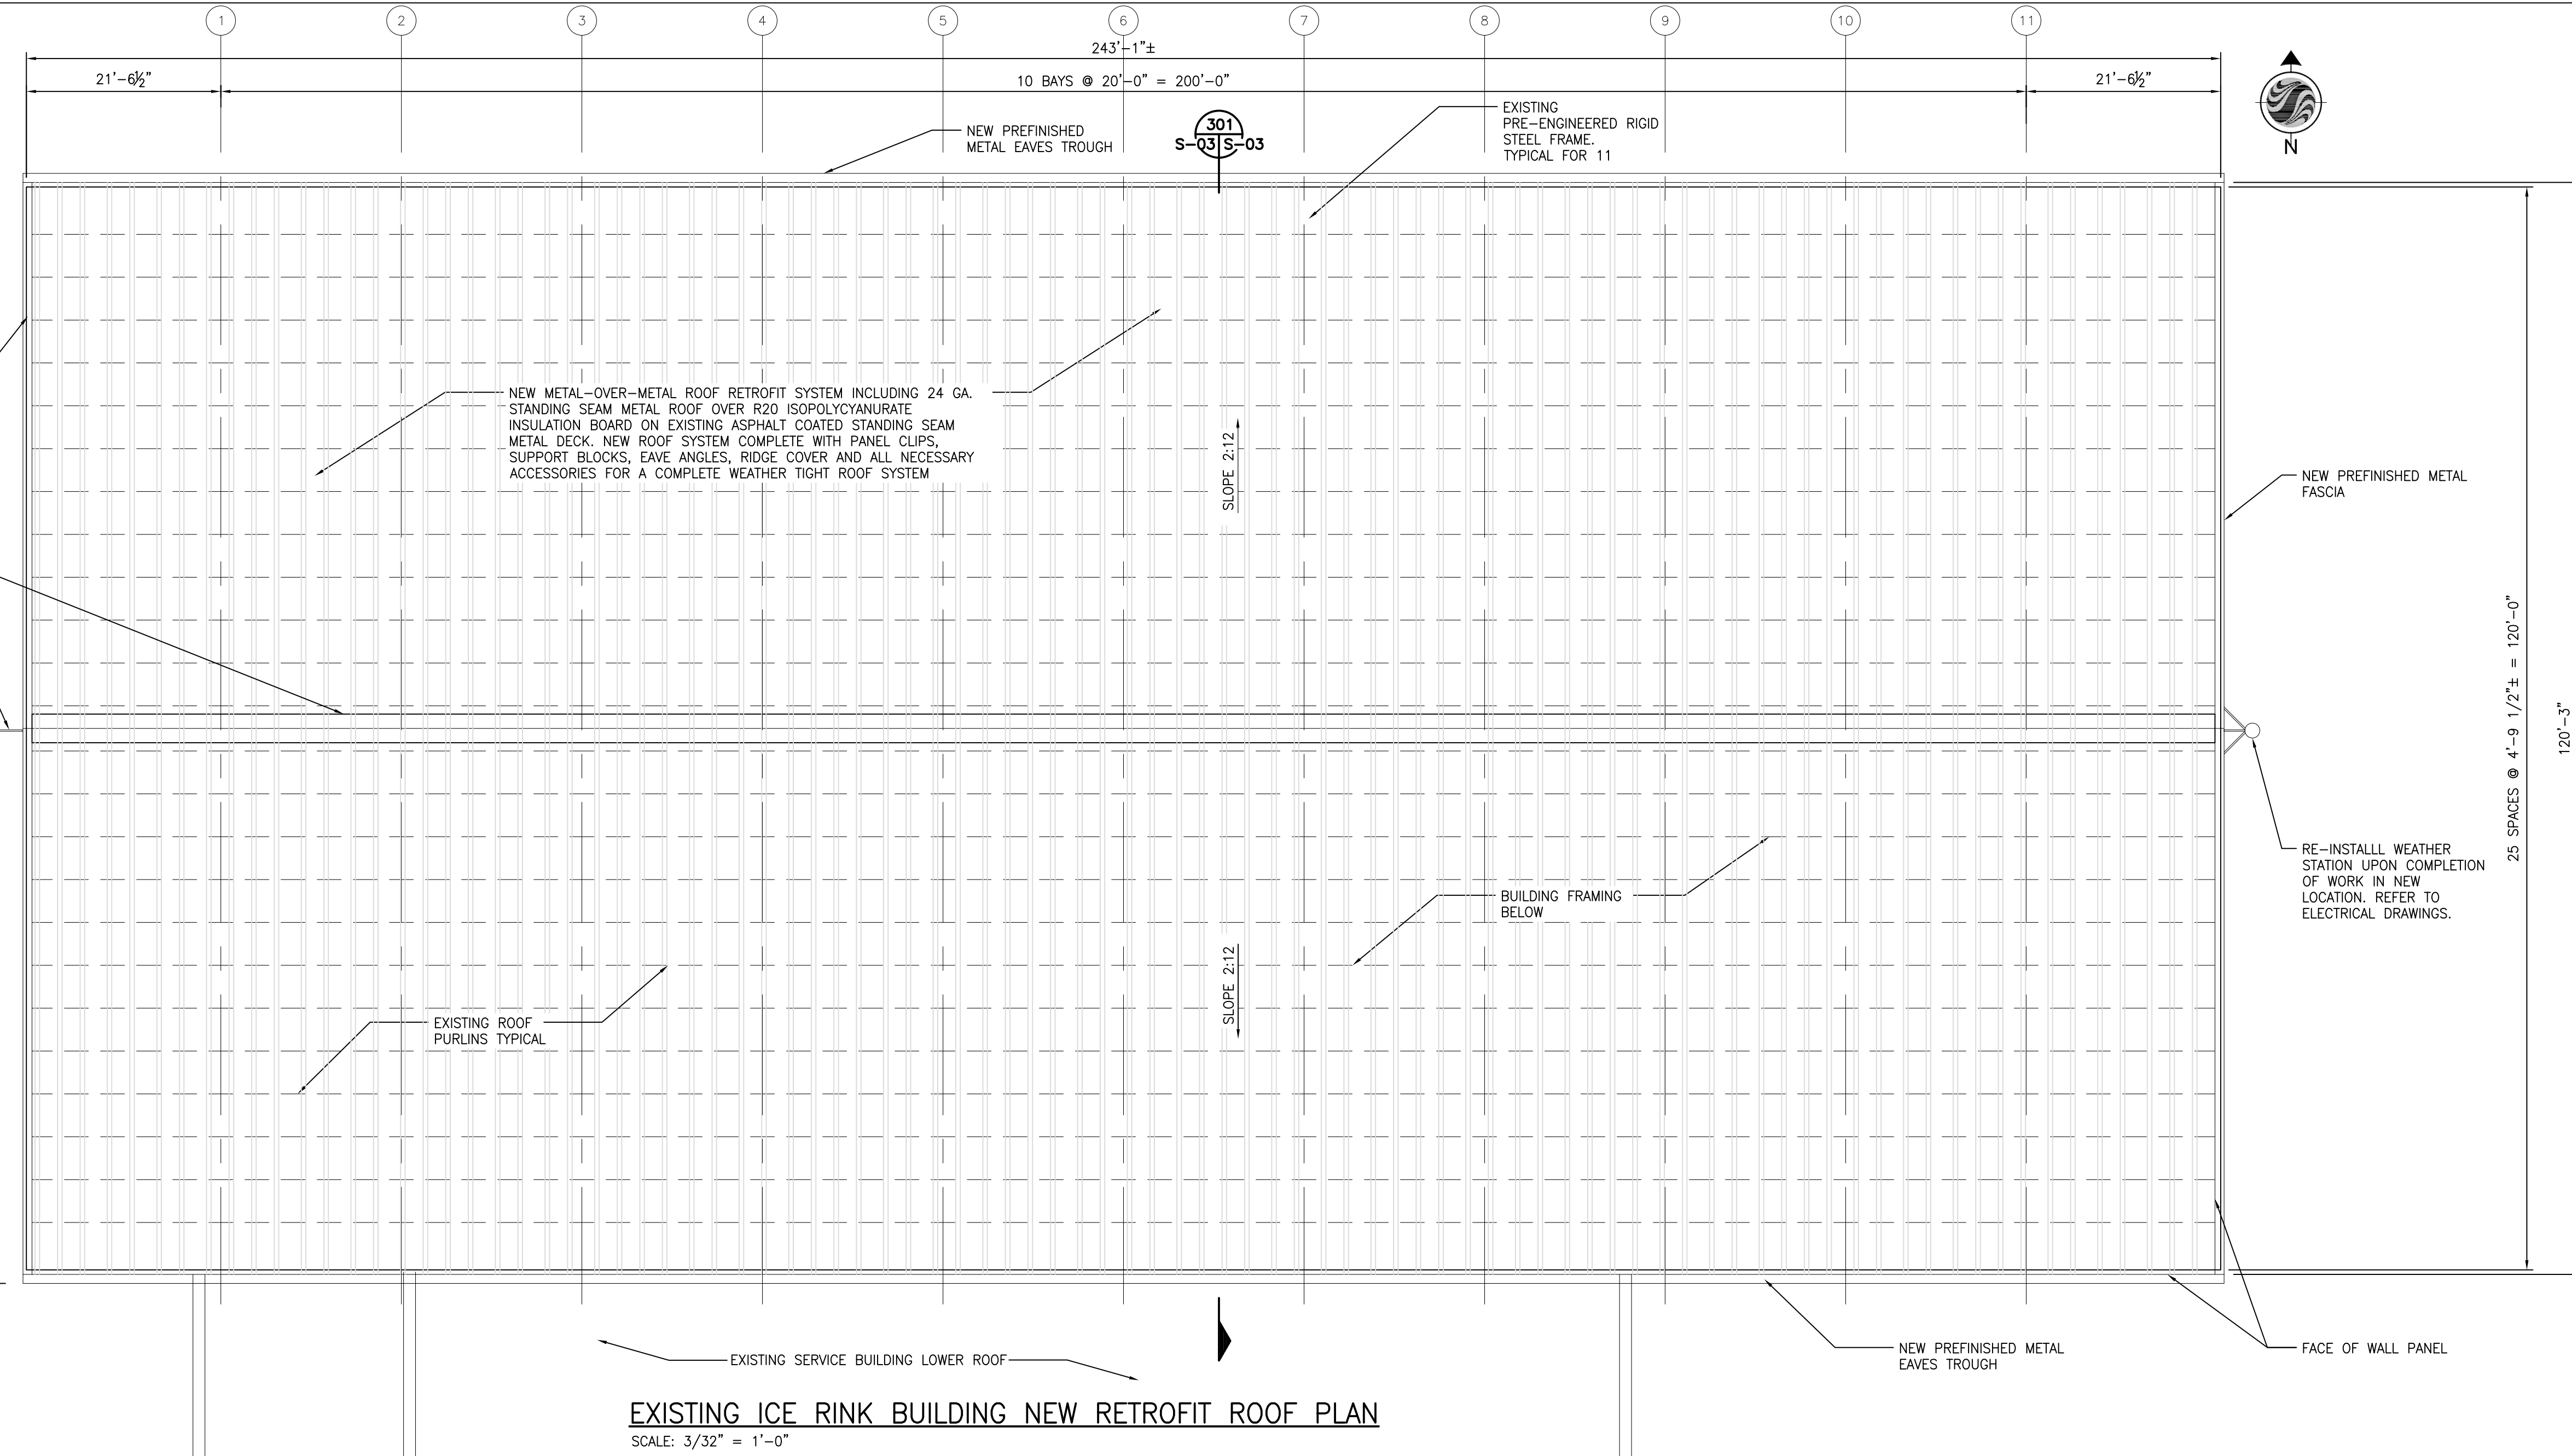 1 2 3 4 5 6 7 8 9 10 11
243'-1"±
21'-6½"
10 BAYS @ 20'-0" = 200'-0"
21'-6½"
NEW PREFINISHED
METAL EAVES TROUGH
301
S-03 S-03
EXISTING
PRE-ENGINEERED RIGID
STEEL FRAME.
TYPICAL FOR 11
N
NEW METAL-OVER-METAL ROOF RETROFIT SYSTEM INCLUDING 24 GA.
STANDING SEAM METAL ROOF OVER R20 ISOPOLYCYANURATE
INSULATION BOARD ON EXISTING ASPHALT COATED STANDING SEAM
METAL DECK. NEW ROOF SYSTEM COMPLETE WITH PANEL CLIPS,
SUPPORT BLOCKS, EAVE ANGLES, RIDGE COVER AND ALL NECESSARY
ACCESSORIES FOR A COMPLETE WEATHER TIGHT ROOF SYSTEM
SLOPE 2:12
NEW PREFINISHED METAL
FASCIA
25 SPACES @ 4'-9 1/2"± = 120'-0"
120'-3"
RE-INSTALLL WEATHER
STATION UPON COMPLETION
OF WORK IN NEW
LOCATION. REFER TO
ELECTRICAL DRAWINGS.
BUILDING FRAMING
BELOW
SLOPE 2:12
EXISTING ROOF
PURLINS TYPICAL
EXISTING SERVICE BUILDING LOWER ROOF
NEW PREFINISHED METAL
EAVES TROUGH
FACE OF WALL PANEL
EXISTING ICE RINK BUILDING NEW RETROFIT ROOF PLAN
SCALE: 3/32" = 1'-0"